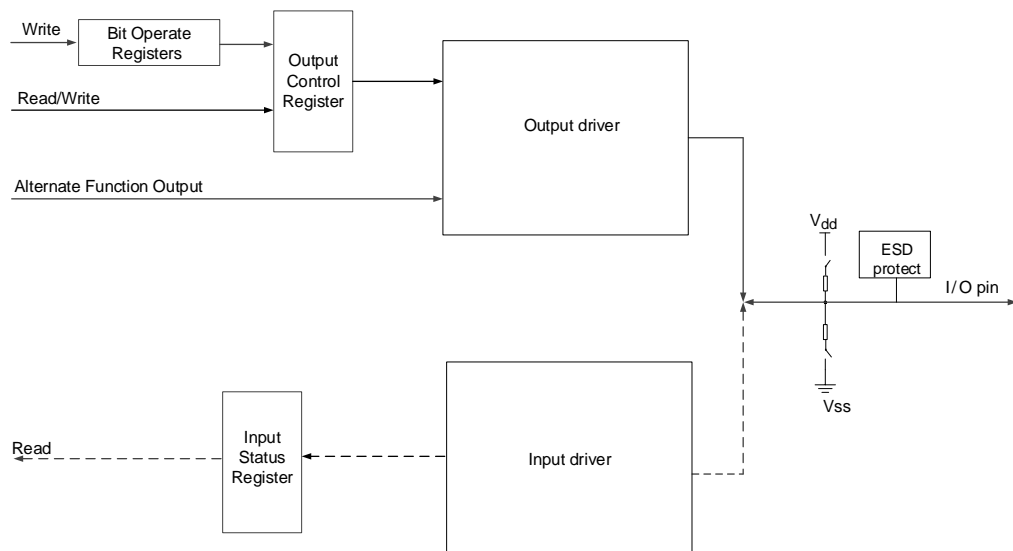 Write
Bit Operate
Registers
Output
Control
Register
Read/Write
Output driver
Alternate Function Output
Vdd
ESD
protect
I/O pin
Vss
Read
Input
Status
Register
Input driver